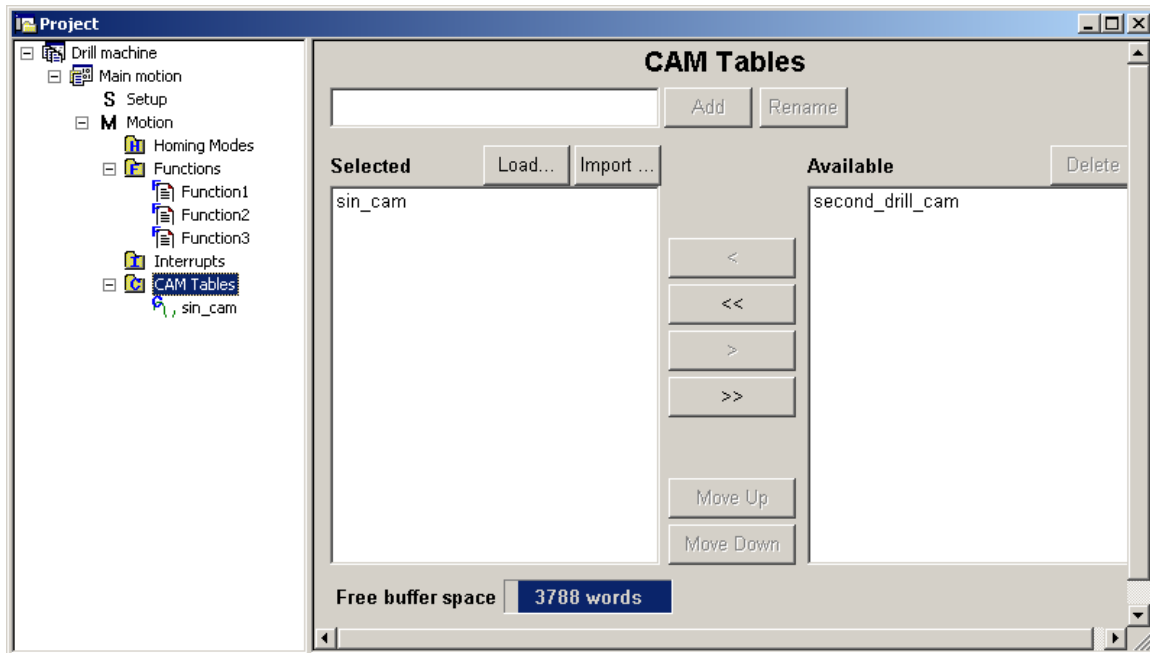 Project
Drill machine
Main motion
S Setup
M Motion
H Homing Modes
F Functions
Function1
Function2
Function3
I Interrupts
C CAM Tables
sin_cam
CAM Tables
Add Rename
Selected Load... Import ... Available Delete
sin_cam
second_drill_cam
<
<<
>
>>
Move Up
Move Down
Free buffer space 3788 words